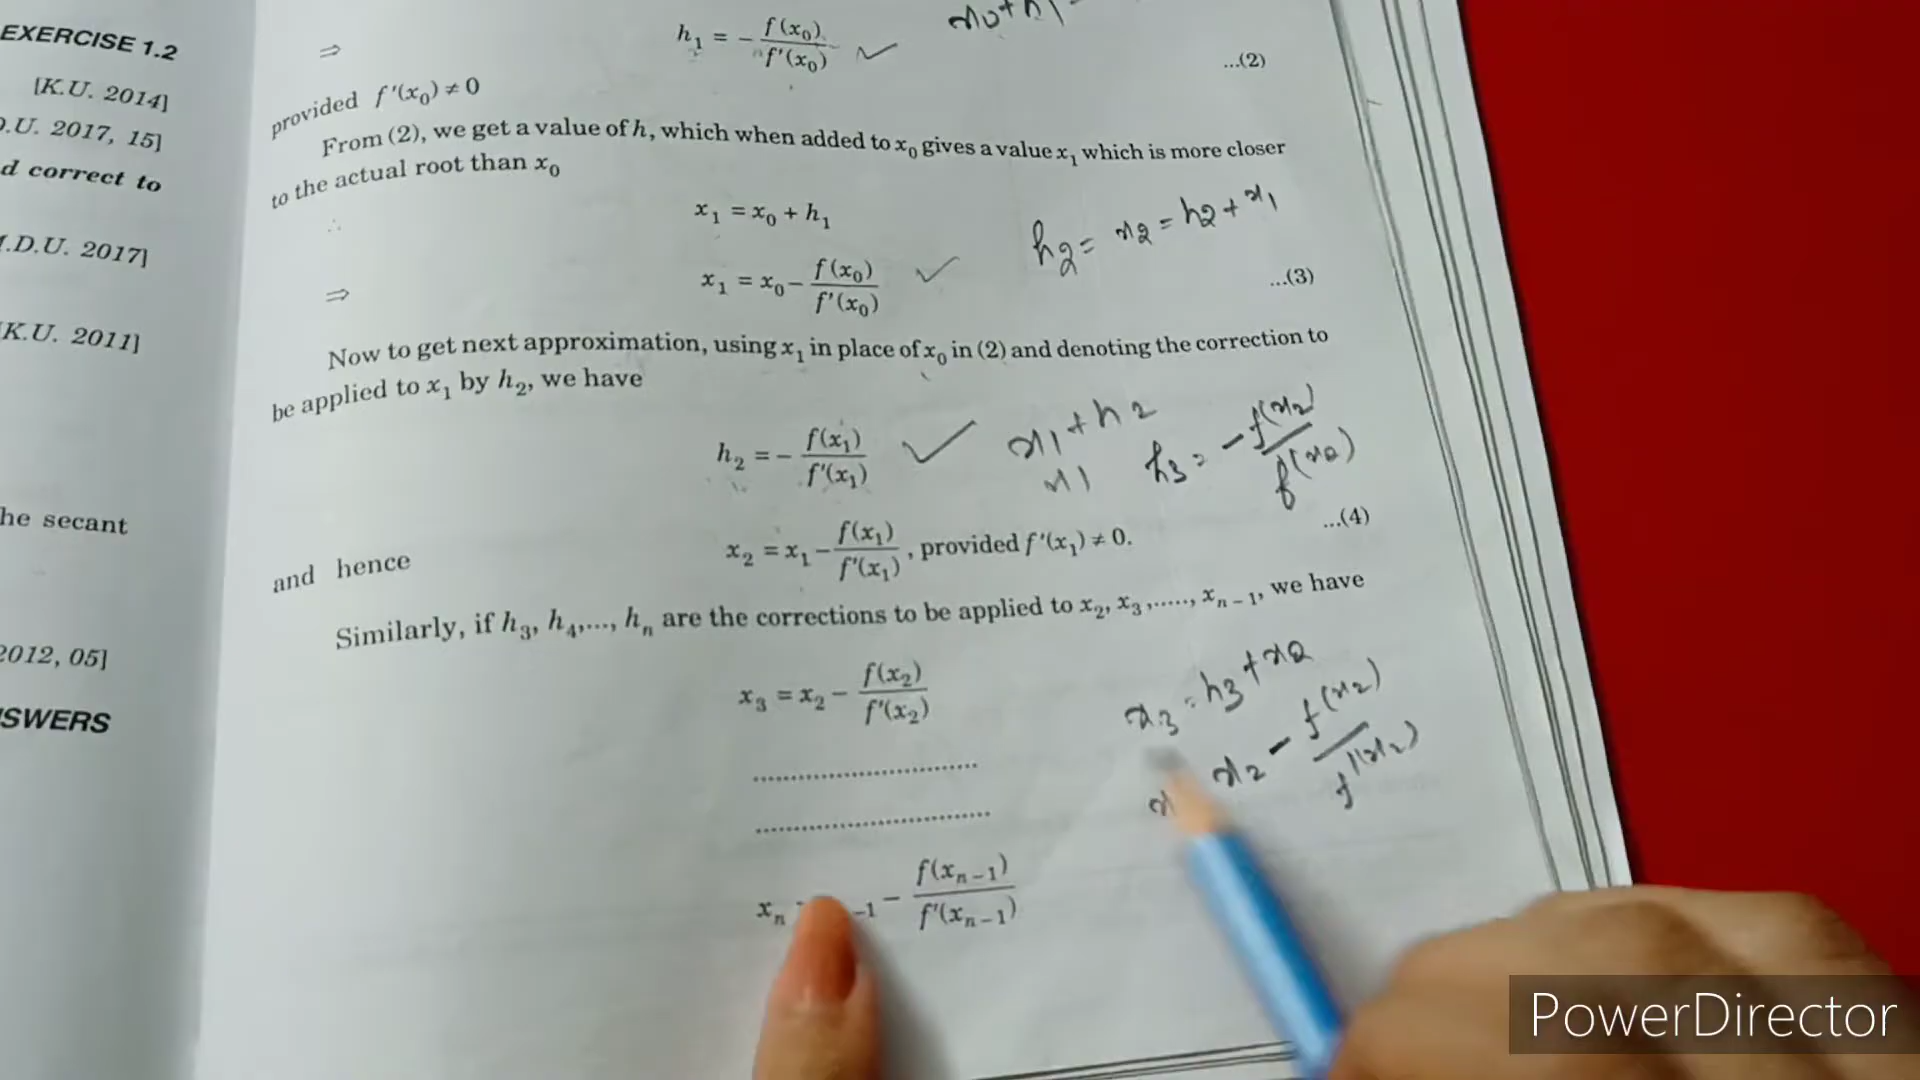 EXERCISE 1.2
[K.U. 2014]
.U. 2017, 15]
d correct to
.D.U. 2017]
K.U. 2011]
he secant
2012, 05]
SWERS
⇒ h₁ = − f(x₀) / f'(x₀) ...(2)
provided f'(x₀) ≠ 0
From (2), we get a value of h, which when added to x₀ gives a value x₁ which is more closer
to the actual root than x₀
∴ x₁ = x₀ + h₁
h₂ = x₂ = h₂ + x₁
⇒ x₁ = x₀ − f(x₀) / f'(x₀) ...(3)
Now to get next approximation, using x₁ in place of x₀ in (2) and denoting the correction to
be applied to x₁ by h₂, we have
h₂ = − f(x₁) / f'(x₁)
x₁ + h₂
x₁
h₃ = − f(x₂) / f(x₂)
and hence x₂ = x₁ − f(x₁) / f'(x₁), provided f'(x₁) ≠ 0. ...(4)
Similarly, if h₃, h₄,..., hₙ are the corrections to be applied to x₂, x₃,....., xₙ₋₁, we have
x₃ = x₂ − f(x₂) / f'(x₂)
x₃ = h₃ + x₂
x₂ − f(x₂) / f'(x₂)
..............................
..............................
xₙ −1 − f(xₙ₋₁) / f'(xₙ₋₁)
PowerDirector